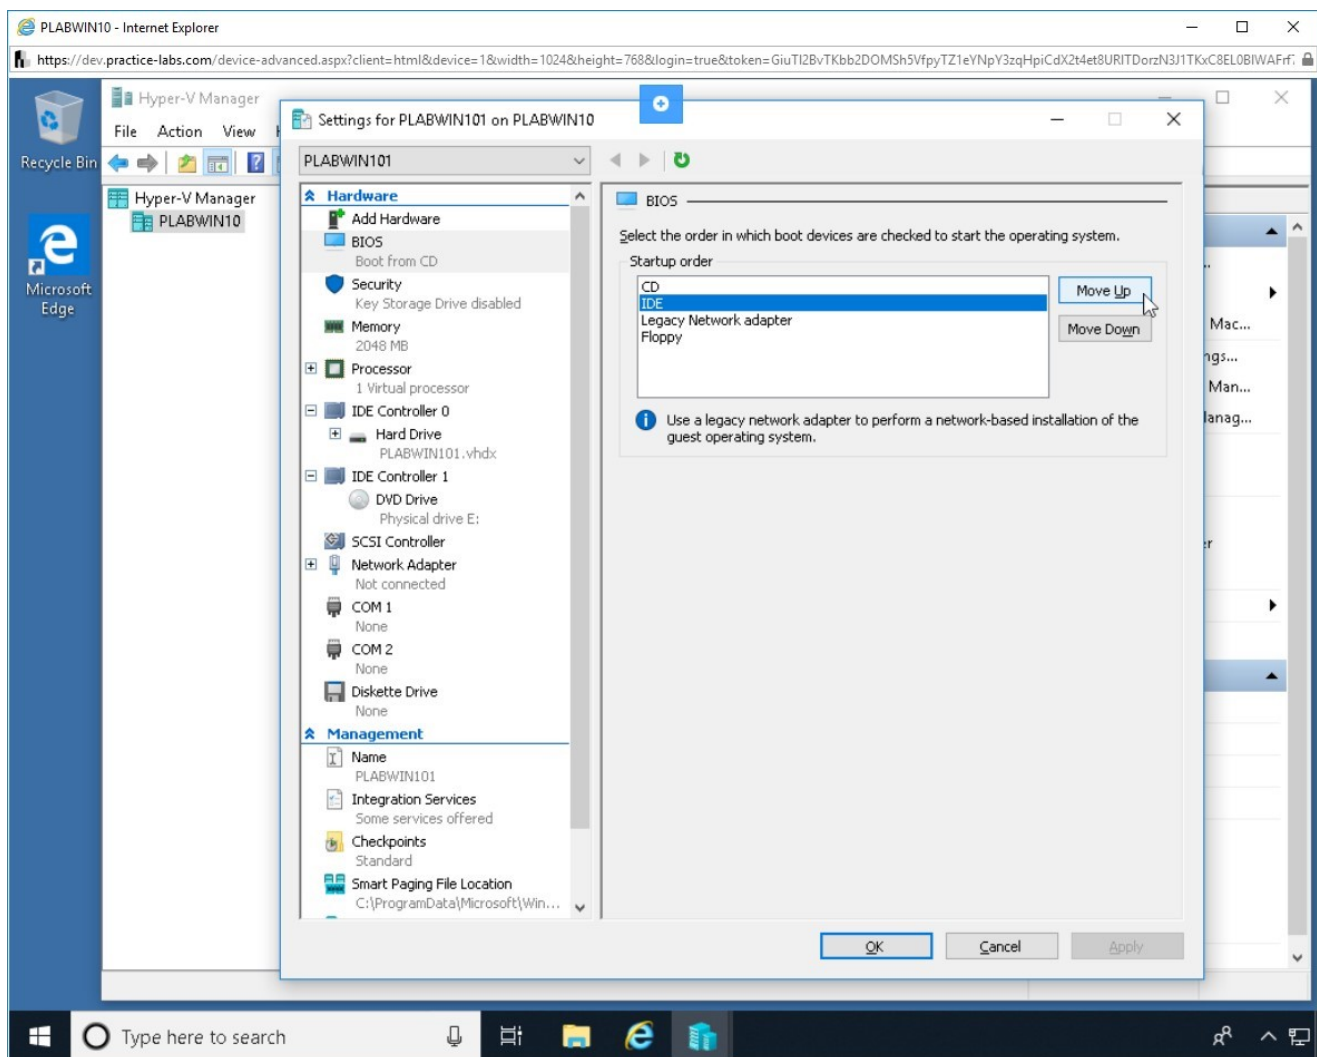 PLABWIN10 - Internet Explorer
https://dev.practice-labs.com/device-advanced.aspx?client=html&device=1&width=1024&height=768&login=true&token=
Recycle Bin
Microsoft
Edge
Hyper-V Manager
File Action View
Hyper-V Manager
PLABWIN10
Settings for PLABWIN101 on PLABWIN10
PLABWIN101
Hardware
Add Hardware
BIOS
Boot from CD
Security
Key Storage Drive disabled
Memory
2048 MB
Processor
1 Virtual processor
IDE Controller 0
Hard Drive
PLABWIN101.vhdx
IDE Controller 1
DVD Drive
Physical drive E:
SCSI Controller
Network Adapter
Not connected
COM 1
None
COM 2
None
Diskette Drive
None
Management
Name
PLABWIN101
Integration Services
Some services offered
Checkpoints
Standard
Smart Paging File Location
C:\ProgramData\Microsoft\Win...
BIOS
Select the order in which boot devices are checked to start the operating system.
Startup order
CD
IDE
Legacy Network adapter
Floppy
Move Up
Move Down
Use a legacy network adapter to perform a network-based installation of the
guest operating system.
OK Cancel Apply
Mac...
ngs...
Man...
anag...
er
Type here to search